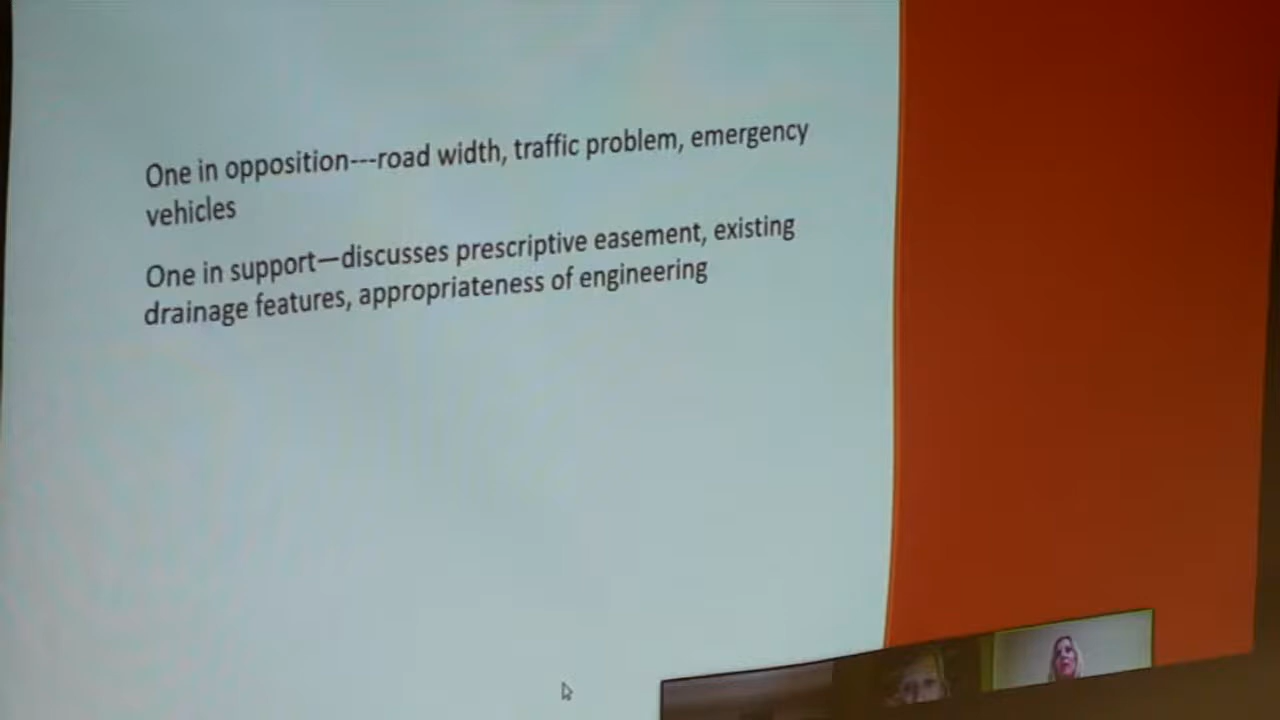 One in opposition---road width, traffic problem, emergency
vehicles
One in support—discusses prescriptive easement, existing
drainage features, appropriateness of engineering